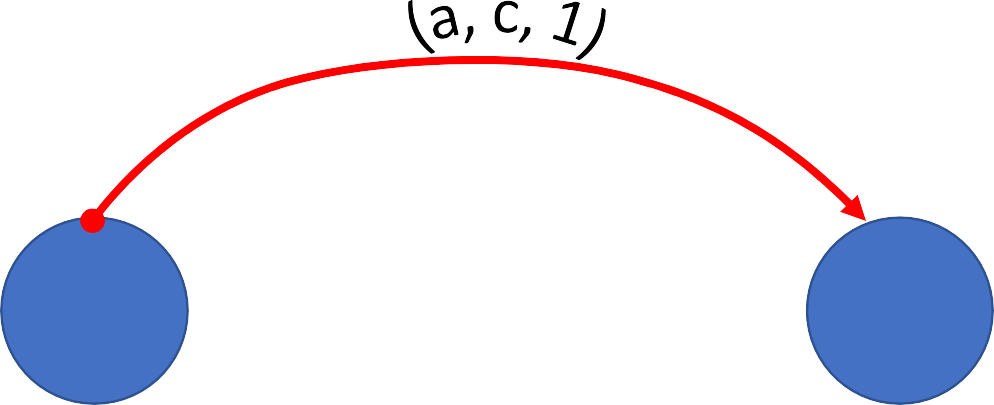 (a, c, 1)